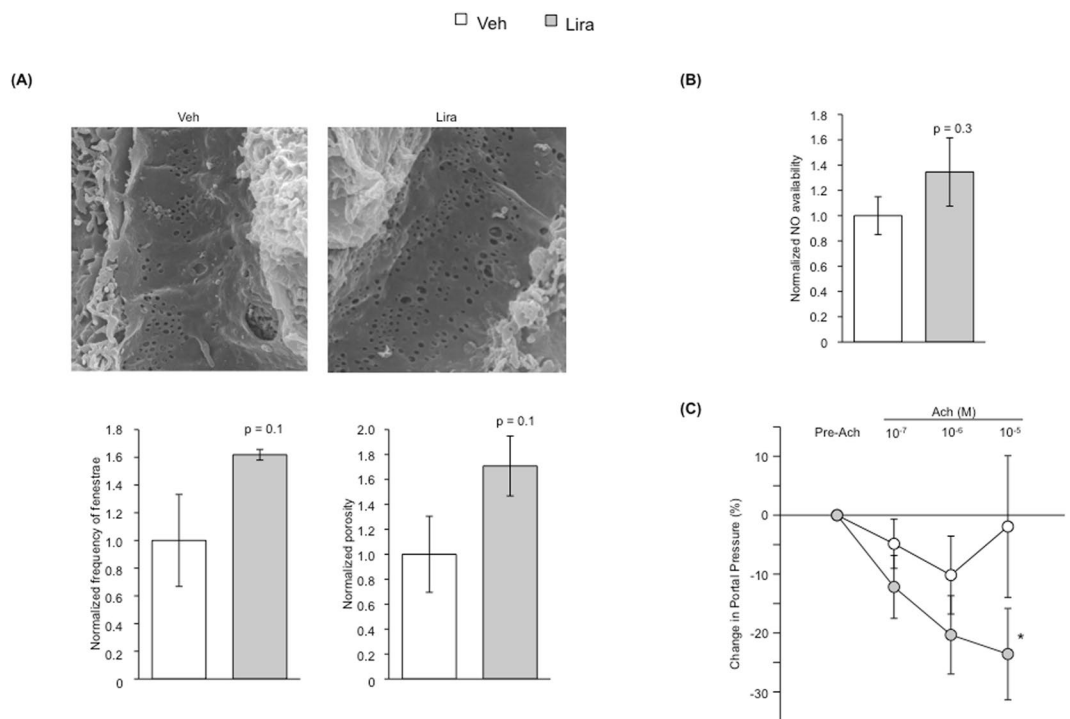 Veh Lira
(A)
Veh Lira
Normalized frequency of fenestrae
1.8
1.6
1.4
1.2
1.0
0.8
0.6
0.4
0.2
0
p = 0.1
Normalized porosity
2.0
1.8
1.6
1.4
1.2
1.0
0.8
0.6
0.4
0.2
0
p = 0.1
(B)
Normalized NO availability
1.8
1.6
1.4
1.2
1.0
0.8
0.6
0.4
0.2
0
p = 0.3
(C)
Ach (M)
Pre-Ach 10⁻⁷ 10⁻⁶ 10⁻⁵
Change in Portal Pressure (%)
10
0
-10
-20
-30
*